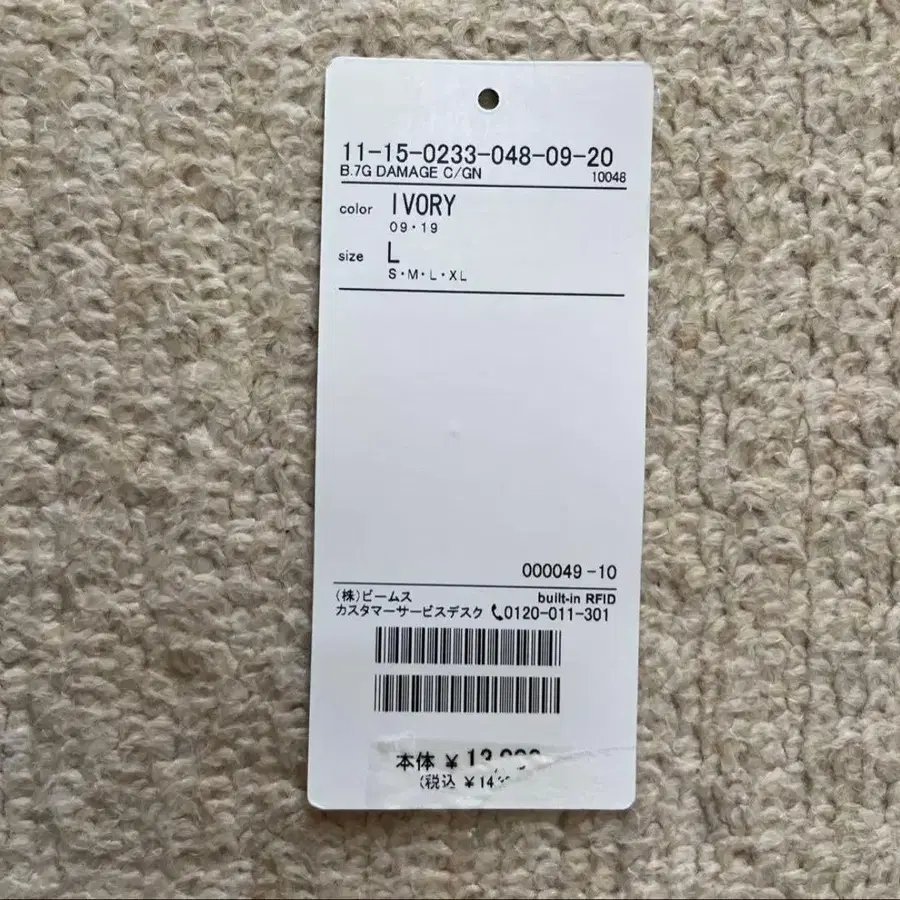 11-15-0233-048-09-20
B.7G DAMAGE C/GN 10048
color IVORY
09・19
size L
S・M・L・XL
000049-10
(株)ビームス built-in RFID
カスタマーサービスデスク 0120-011-301
本体 ¥
(税込